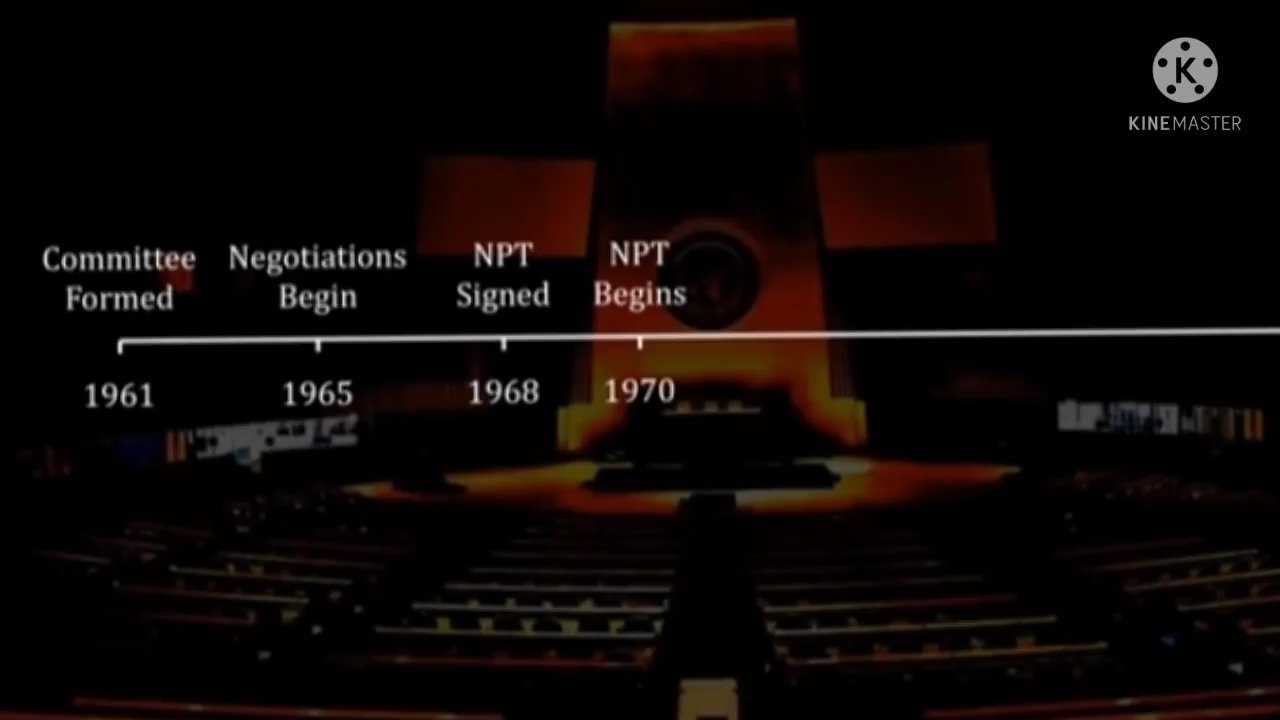 KINEMASTER
Committee
Formed
Negotiations
Begin
NPT
Signed
NPT
Begins
1961
1965
1968
1970